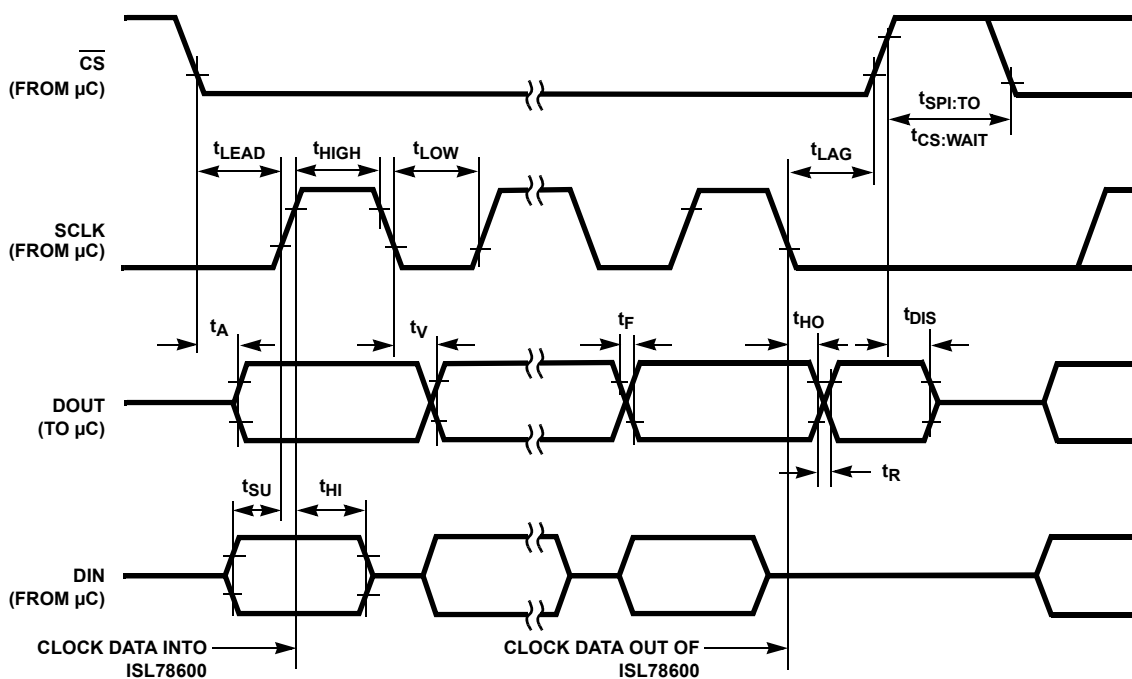 CS
(FROM µC)
tSPI:TO
tCS:WAIT
tLEAD
tHIGH
tLOW
tLAG
SCLK
(FROM µC)
tA
tV
tF
tHO
tDIS
DOUT
(TO µC)
tR
tSU
tHI
DIN
(FROM µC)
CLOCK DATA INTO
ISL78600
CLOCK DATA OUT OF
ISL78600